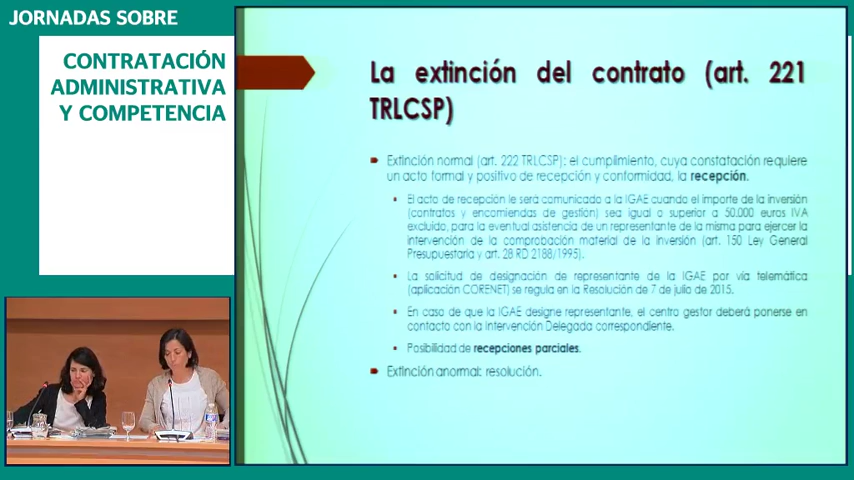 JORNADAS SOBRE
CONTRATACIÓN
ADMINISTRATIVA
Y COMPETENCIA
La extinción del contrato (art. 221
TRLCSP)
Extinción normal (art. 222 TRLCSP): el cumplimiento, cuya constatación requiere
un acto formal y positivo de recepción y conformidad, la recepción.
El acto de recepción le será comunicado a la IGAE cuando el importe de la inversión
(contratos y encomiendas de gestión) sea igual o superior a 50.000 euros IVA
excluido, para la eventual asistencia de un representante de la misma para ejercer la
intervención de la comprobación material de la inversión (art. 150 Ley General
Presupuestaria y art. 28 RD 2188/1995).
La solicitud de designación de representante de la IGAE por vía telemática
(aplicación CORENET) se regula en la Resolución de 7 de julio de 2015.
En caso de que la IGAE designe representante, el centro gestor deberá ponerse en
contacto con la Intervención Delegada correspondiente.
Posibilidad de recepciones parciales.
Extinción anormal: resolución.